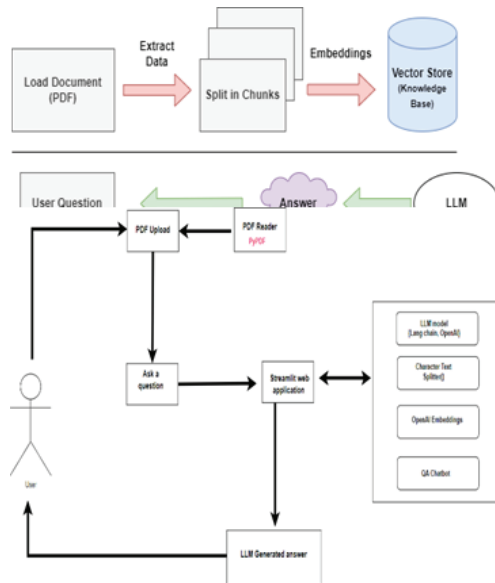 Extract
Data
Embeddings
Load Document
(PDF)
Split in Chunks
Vector Store
(Knowledge
Base)
User Question
Answer
LLM
PDF Upload
PDF Reader
PyPDF
LLM model
(Lang chain, OpenAI)
Ask a
question
Streamlit web
application
Character Text
Splitter()
OpenAI Embeddings
QA Chatbot
User
LLM Generated answer